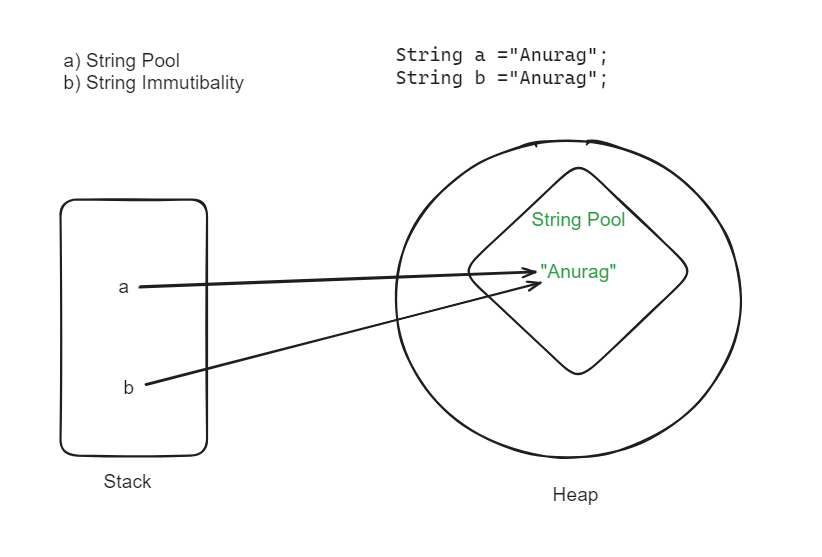 a) String Pool
b) String Immutibality
String a ="Anurag";
String b ="Anurag";
String Pool
a
"Anurag"
b
Stack
Heap